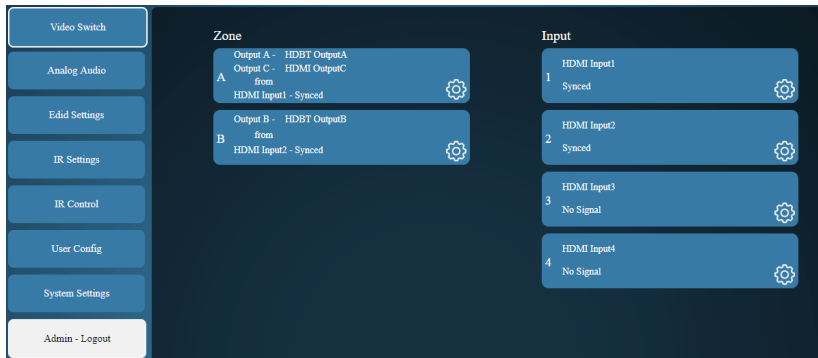 Video Switch
Analog Audio
Edid Settings
IR Settings
IR Control
User Config
System Settings
Admin - Logout
Zone
A
Output A - HDBT OutputA
Output C - HDMI OutputC
from
HDMI Input1 - Synced
B
Output B - HDBT OutputB
from
HDMI Input2 - Synced
Input
1
HDMI Input1
Synced
2
HDMI Input2
Synced
3
HDMI Input3
No Signal
4
HDMI Input4
No Signal